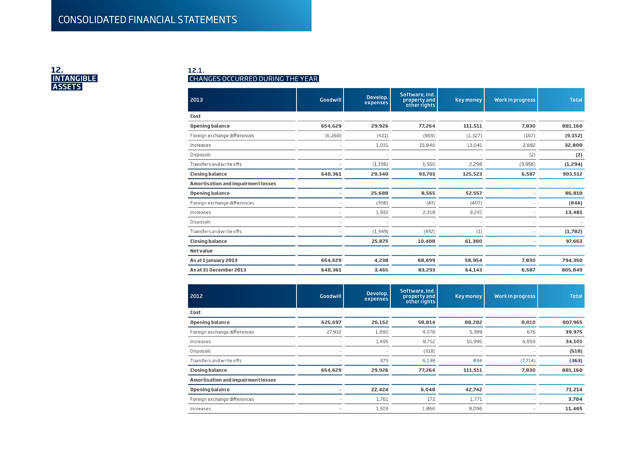 CONSOLIDATED FINANCIAL STATEMENTS
12.
INTANGIBLE
ASSETS
12.1.
CHANGES OCCURRED DURING THE YEAR
2013 Goodwill Develop. expenses Software, ind. property and other rights Key money Work in progress Total
Cost
Opening balance 654,629 29,926 77,264 111,511 7,830 881,160
Foreign exchange differences (6,268) (421) (969) (1,327) (167) (9,152)
Increases - 1,031 15,846 13,041 2,882 32,800
Disposals - - - - (2) (2)
Transfers and write offs - (1,196) 1,560 2,298 (3,956) (1,294)
Closing balance 648,361 29,340 93,701 125,523 6,587 903,512
Amortisation and impairment losses
Opening balance - 25,688 8,565 52,557 - 86,810
Foreign exchange differences - (396) (43) (407) - (846)
Increases - 1,932 2,318 9,231 - 13,481
Disposals - - - - - -
Transfers and write offs - (1,349) (432) (1) - (1,782)
Closing balance - 25,875 10,408 61,380 - 97,663
Net value
As at 1 january 2013 654,629 4,238 68,699 58,954 7,830 794,350
As at 31 December 2013 648,361 3,465 83,293 64,143 6,587 805,849
2012 Goodwill Develop. expenses Software, ind. property and other rights Key money Work in progress Total
Cost
Opening balance 626,697 26,162 58,814 88,282 8,010 807,965
Foreign exchange differences 27,932 1,890 4,078 5,399 676 39,975
Increases - 1,495 8,752 16,996 6,858 34,101
Disposals - - (518) - - (518)
Transfers and write offs - 379 6,138 834 (7,714) (363)
Closing balance 654,629 29,926 77,264 111,511 7,830 881,160
Amortisation and impairment losses
Opening balance - 22,424 6,048 42,742 - 71,214
Foreign exchange differences - 1,761 172 1,771 - 3,704
Increases - 1,503 1,866 8,096 - 11,465